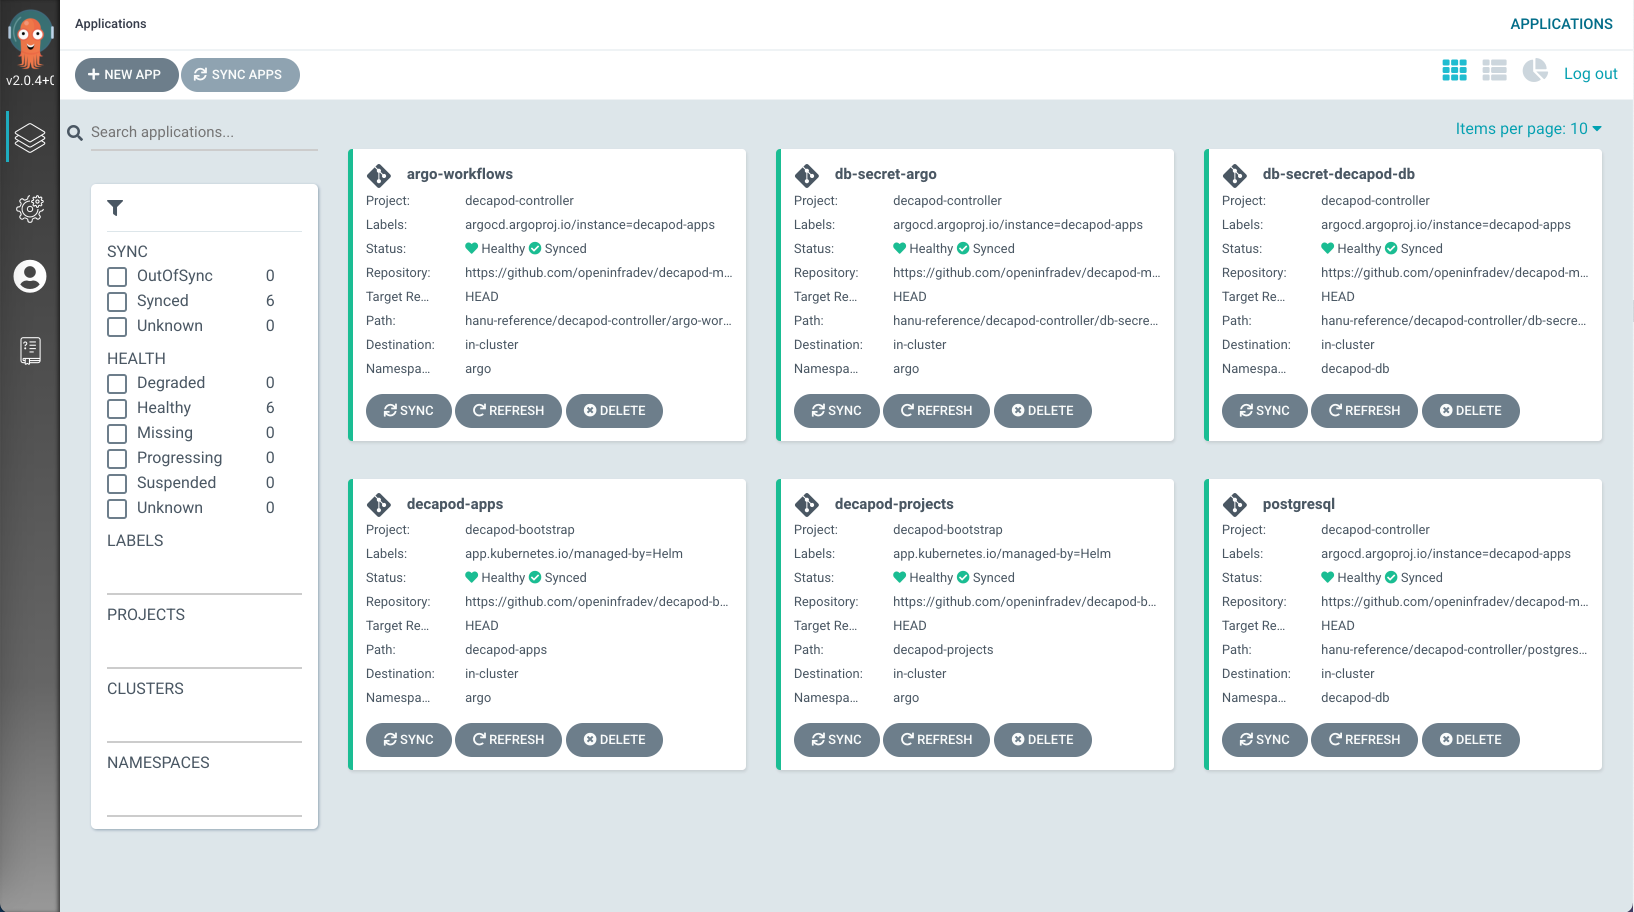 Applications
APPLICATIONS
v2.0.4+0
NEW APP
SYNC APPS
Log out
Search applications...
Items per page: 10
SYNC
OutOfSync 0
Synced 6
Unknown 0
HEALTH
Degraded 0
Healthy 6
Missing 0
Progressing 0
Suspended 0
Unknown 0
LABELS
PROJECTS
CLUSTERS
NAMESPACES
argo-workflows
Project: decapod-controller
Labels: argocd.argoproj.io/instance=decapod-apps
Status: Healthy Synced
Repository: https://github.com/openinfradev/decapod-m...
Target Re... HEAD
Path: hanu-reference/decapod-controller/argo-wor...
Destination: in-cluster
Namespa... argo
SYNC REFRESH DELETE
db-secret-argo
Project: decapod-controller
Labels: argocd.argoproj.io/instance=decapod-apps
Status: Healthy Synced
Repository: https://github.com/openinfradev/decapod-m...
Target Re... HEAD
Path: hanu-reference/decapod-controller/db-secre...
Destination: in-cluster
Namespa... argo
SYNC REFRESH DELETE
db-secret-decapod-db
Project: decapod-controller
Labels: argocd.argoproj.io/instance=decapod-apps
Status: Healthy Synced
Repository: https://github.com/openinfradev/decapod-m...
Target Re... HEAD
Path: hanu-reference/decapod-controller/db-secre...
Destination: in-cluster
Namespa... decapod-db
SYNC REFRESH DELETE
decapod-apps
Project: decapod-bootstrap
Labels: app.kubernetes.io/managed-by=Helm
Status: Healthy Synced
Repository: https://github.com/openinfradev/decapod-b...
Target Re... HEAD
Path: decapod-apps
Destination: in-cluster
Namespa... argo
SYNC REFRESH DELETE
decapod-projects
Project: decapod-bootstrap
Labels: app.kubernetes.io/managed-by=Helm
Status: Healthy Synced
Repository: https://github.com/openinfradev/decapod-b...
Target Re... HEAD
Path: decapod-projects
Destination: in-cluster
Namespa... argo
SYNC REFRESH DELETE
postgresql
Project: decapod-controller
Labels: argocd.argoproj.io/instance=decapod-apps
Status: Healthy Synced
Repository: https://github.com/openinfradev/decapod-m...
Target Re... HEAD
Path: hanu-reference/decapod-controller/postgres...
Destination: in-cluster
Namespa... decapod-db
SYNC REFRESH DELETE